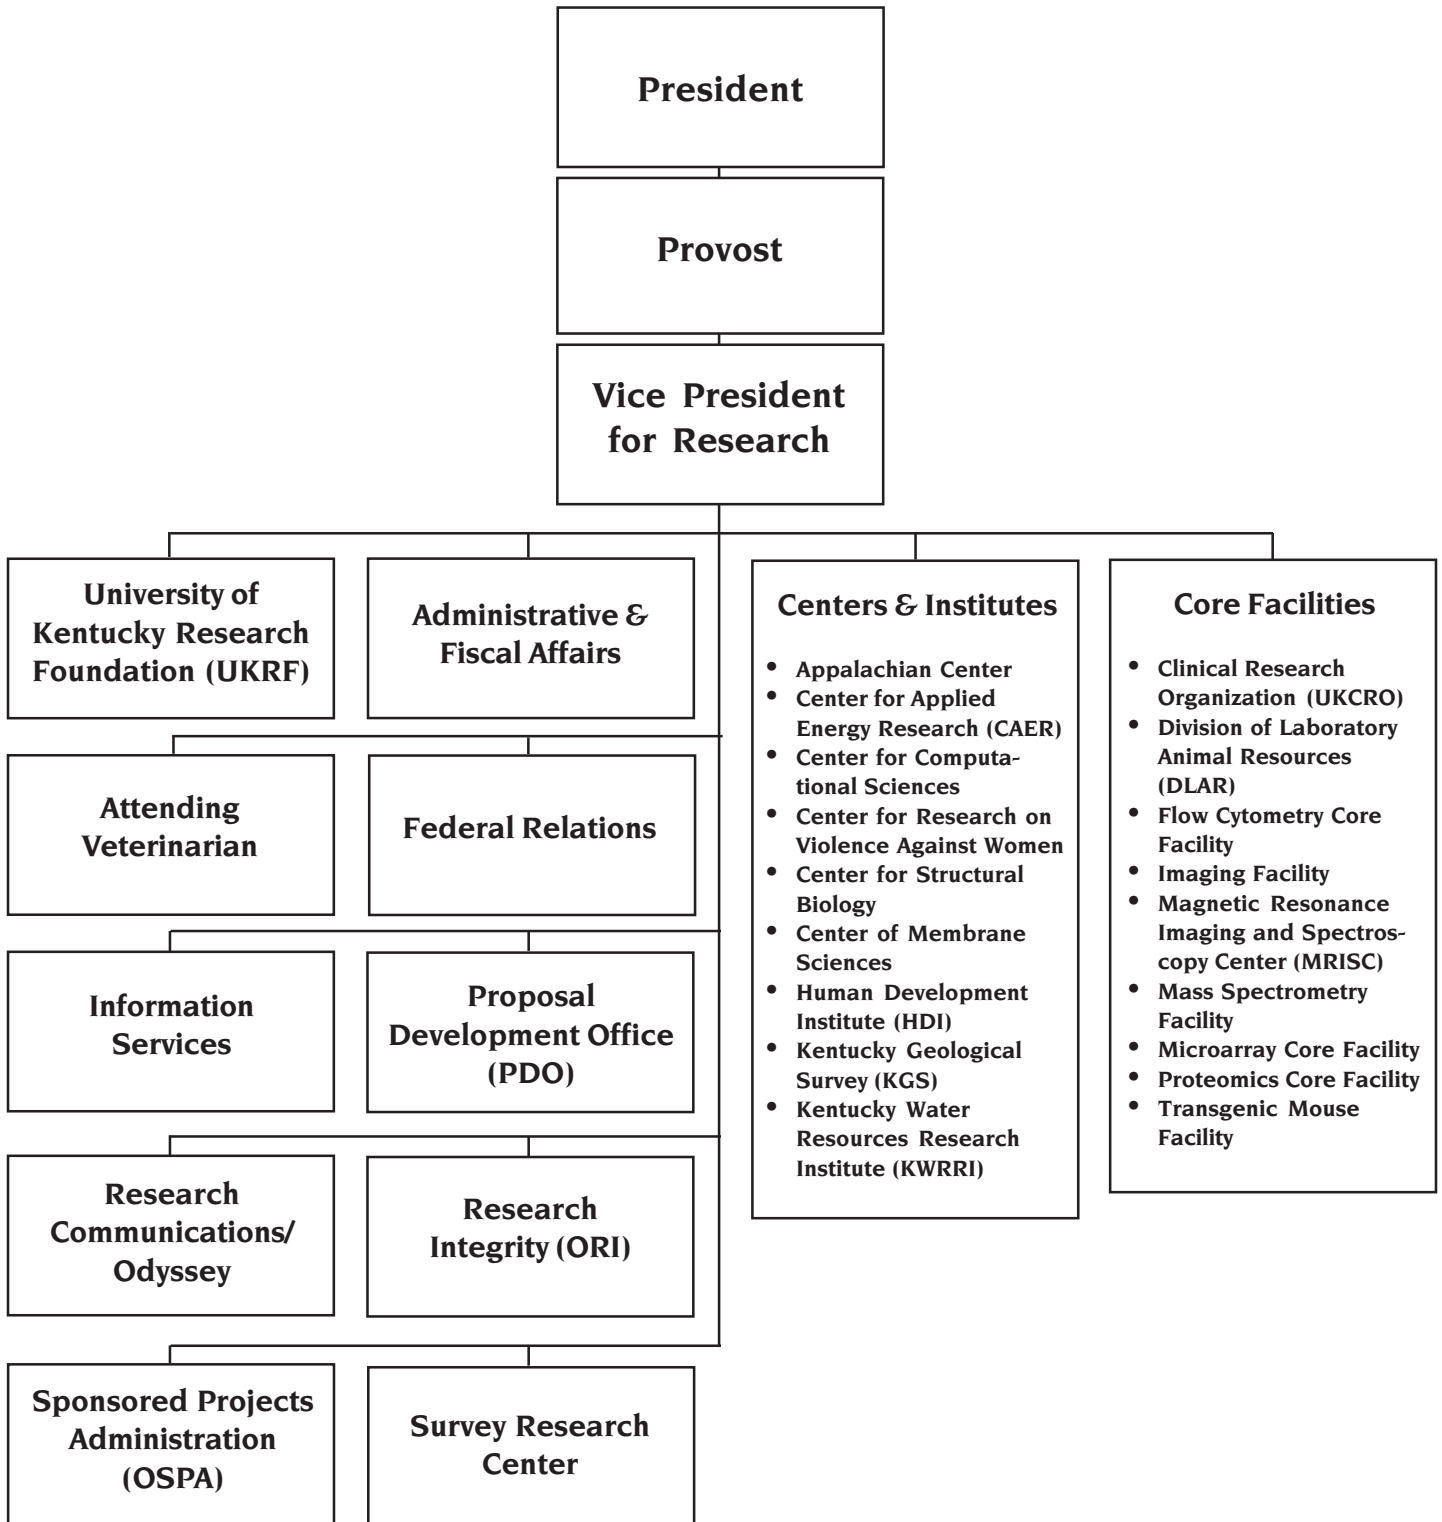 President
Provost
Vice President
for Research
University of
Kentucky Research
Foundation (UKRF)
Administrative &
Fiscal Affairs
Attending
Veterinarian
Federal Relations
Information
Services
Proposal
Development Office
(PDO)
Research
Communications/
Odyssey
Research
Integrity (ORI)
Sponsored Projects
Administration
(OSPA)
Survey Research
Center
Centers & Institutes
• Appalachian Center
• Center for Applied
Energy Research (CAER)
• Center for Computa-
tional Sciences
• Center for Research on
Violence Against Women
• Center for Structural
Biology
• Center of Membrane
Sciences
• Human Development
Institute (HDI)
• Kentucky Geological
Survey (KGS)
• Kentucky Water
Resources Research
Institute (KWRRI)
Core Facilities
• Clinical Research
Organization (UKCRO)
• Division of Laboratory
Animal Resources
(DLAR)
• Flow Cytometry Core
Facility
• Imaging Facility
• Magnetic Resonance
Imaging and Spectros-
copy Center (MRISC)
• Mass Spectrometry
Facility
• Microarray Core Facility
• Proteomics Core Facility
• Transgenic Mouse
Facility